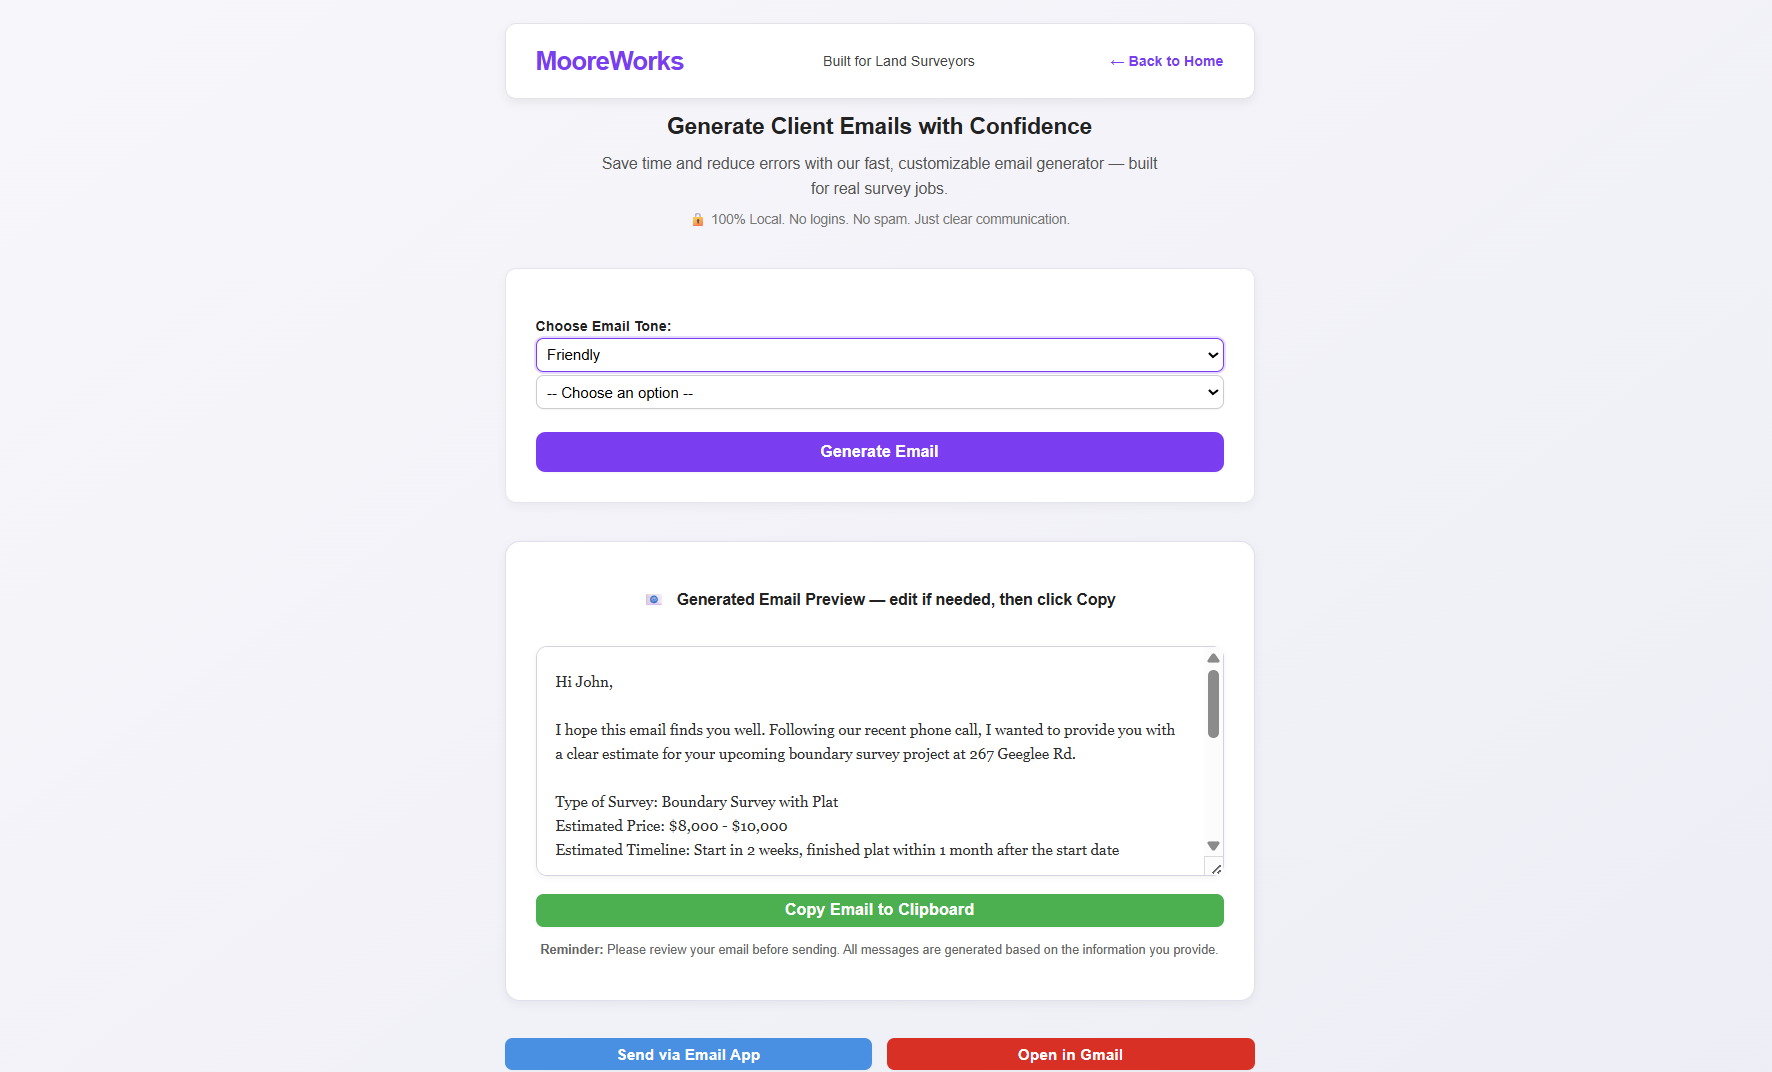 MooreWorks
Built for Land Surveyors
← Back to Home
Generate Client Emails with Confidence
Save time and reduce errors with our fast, customizable email generator — built
for real survey jobs.
🔒 100% Local. No logins. No spam. Just clear communication.
Choose Email Tone:
Friendly
-- Choose an option --
Generate Email
Generated Email Preview — edit if needed, then click Copy
Hi John,
I hope this email finds you well. Following our recent phone call, I wanted to provide you with
a clear estimate for your upcoming boundary survey project at 267 Geeglee Rd.
Type of Survey: Boundary Survey with Plat
Estimated Price: $8,000 - $10,000
Estimated Timeline: Start in 2 weeks, finished plat within 1 month after the start date
Copy Email to Clipboard
Reminder: Please review your email before sending. All messages are generated based on the information you provide.
Send via Email App
Open in Gmail